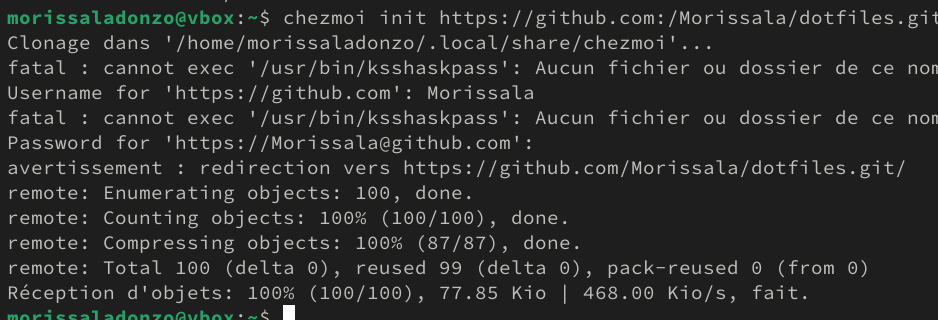 morissaladonzo@vbox:~$ chezmoi init https://github.com:/Morissala/dotfiles.git
Clonage dans '/home/morissaladonzo/.local/share/chezmoi'...
fatal : cannot exec '/usr/bin/ksshaskpass': Aucun fichier ou dossier de ce nom
Username for 'https://github.com': Morissala
fatal : cannot exec '/usr/bin/ksshaskpass': Aucun fichier ou dossier de ce nom
Password for 'https://Morissala@github.com':
avertissement : redirection vers https://github.com/Morissala/dotfiles.git/
remote: Enumerating objects: 100, done.
remote: Counting objects: 100% (100/100), done.
remote: Compressing objects: 100% (87/87), done.
remote: Total 100 (delta 0), reused 99 (delta 0), pack-reused 0 (from 0)
Réception d'objets: 100% (100/100), 77.85 Kio | 468.00 Kio/s, fait.
morissaladonzo@vbox:~$